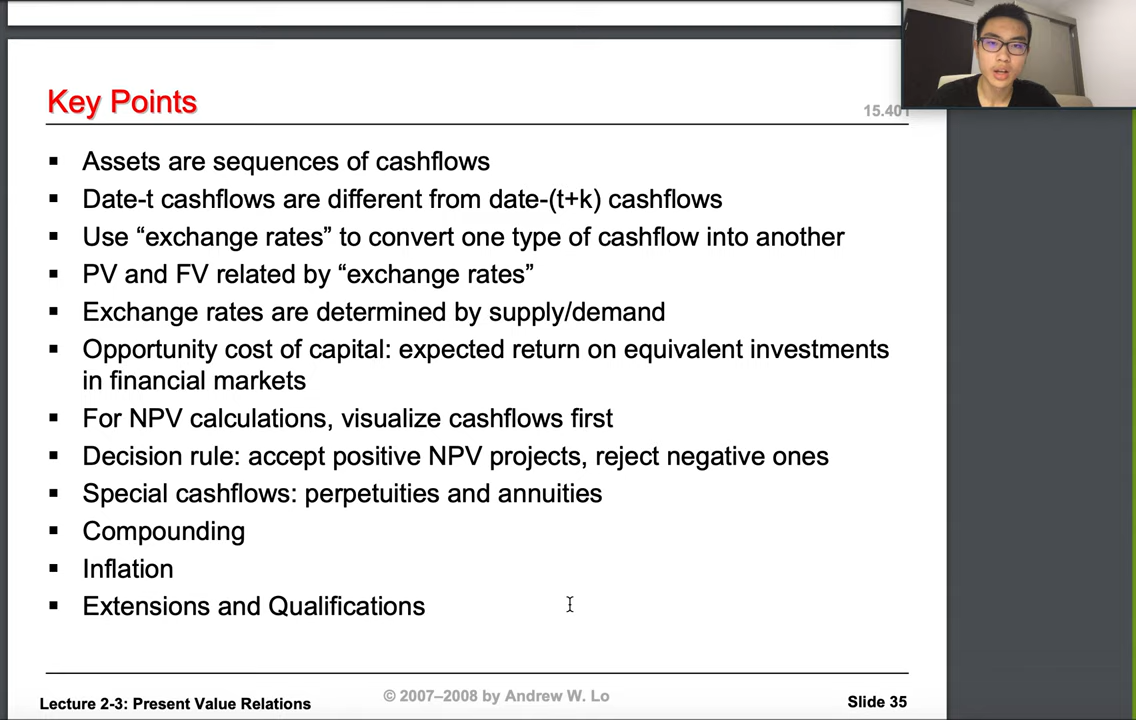 Key Points
15.401
▪ Assets are sequences of cashflows
▪ Date-t cashflows are different from date-(t+k) cashflows
▪ Use “exchange rates” to convert one type of cashflow into another
▪ PV and FV related by “exchange rates”
▪ Exchange rates are determined by supply/demand
▪ Opportunity cost of capital: expected return on equivalent investments
in financial markets
▪ For NPV calculations, visualize cashflows first
▪ Decision rule: accept positive NPV projects, reject negative ones
▪ Special cashflows: perpetuities and annuities
▪ Compounding
▪ Inflation
▪ Extensions and Qualifications
Lecture 2-3: Present Value Relations
© 2007–2008 by Andrew W. Lo
Slide 35